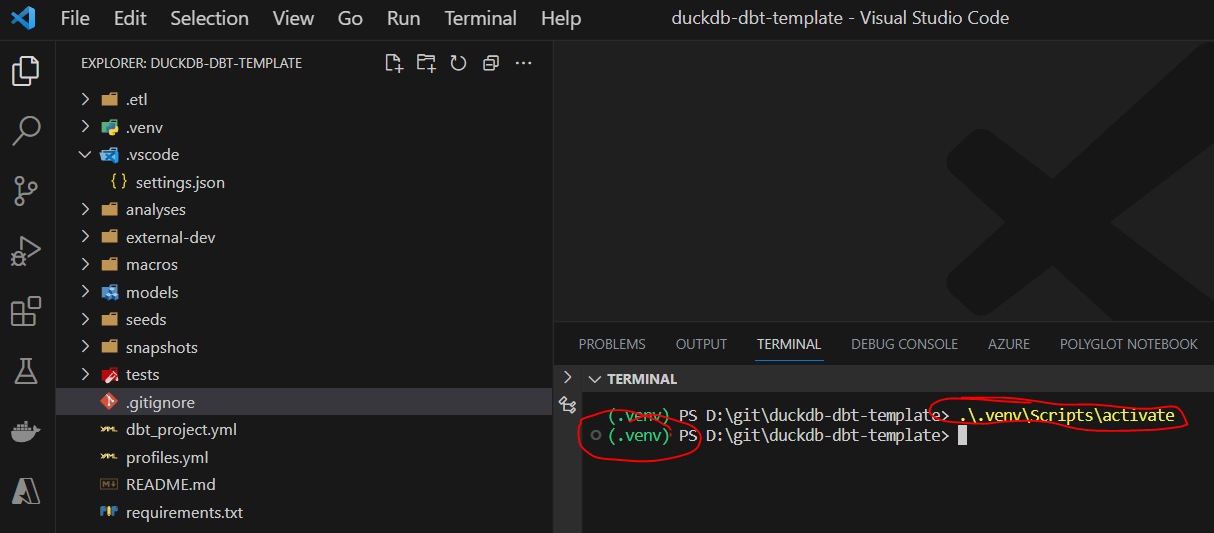 File Edit Selection View Go Run Terminal Help duckdb-dbt-template - Visual Studio Code
EXPLORER: DUCKDB-DBT-TEMPLATE
.etl
.venv
.vscode
{} settings.json
analyses
external-dev
macros
models
seeds
snapshots
tests
.gitignore
dbt_project.yml
profiles.yml
README.md
requirements.txt
PROBLEMS OUTPUT TERMINAL DEBUG CONSOLE AZURE POLYGLOT NOTEBOOK
TERMINAL
(.venv) PS D:\git\duckdb-dbt-template> .\.venv\Scripts\activate
(.venv) PS D:\git\duckdb-dbt-template>